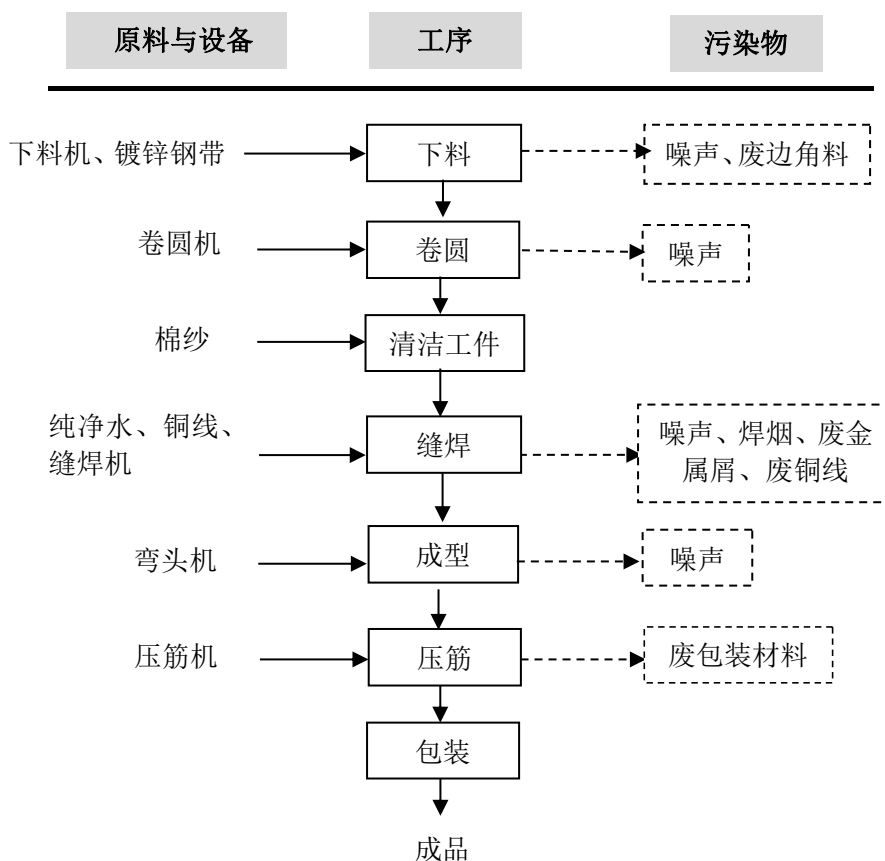 原料与设备 工序 污染物
下料机、镀锌钢带 下料 噪声、废边角料
卷圆机 卷圆 噪声
棉纱 清洁工件
纯净水、铜线、
缝焊机
缝焊
噪声、焊烟、废金
属屑、废铜线
弯头机 成型 噪声
压筋机 压筋 废包装材料
包装
成品